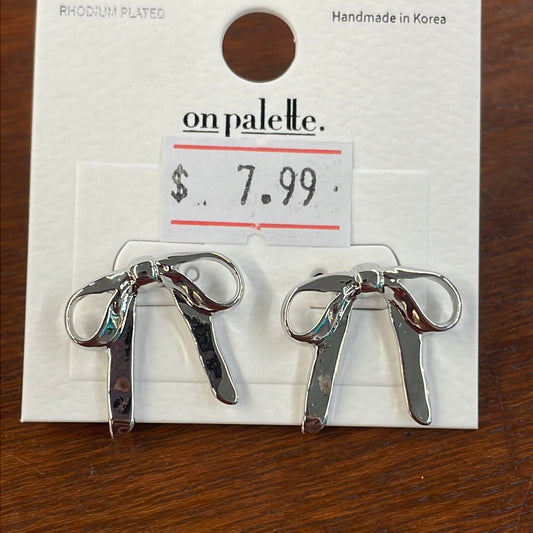 RHODIUM PLATED
Handmade in Korea
on palette.
$ 7.99